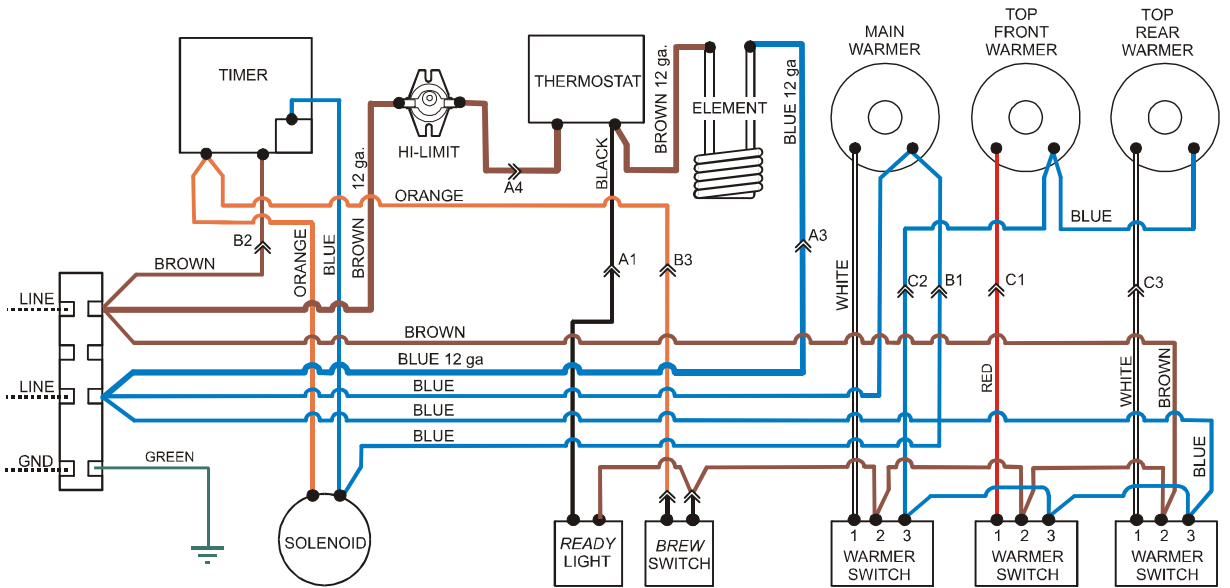 MAIN
WARMER
TOP
FRONT
WARMER
TOP
REAR
WARMER
TIMER
THERMOSTAT
HI-LIMIT
ELEMENT
BROWN 12 ga.
BLUE 12 ga
BLACK
12 ga.
BROWN
A4
ORANGE
BLUE
B2
BROWN
ORANGE
BLUE
A1
B3
A3
WHITE
C2
B1
C1
C3
LINE
BROWN
BLUE 12 ga
LINE
BLUE
BLUE
BLUE
RED
WHITE
BROWN
BLUE
GND
GREEN
SOLENOID
READY
LIGHT
BREW
SWITCH
1 2 3
WARMER
SWITCH
1 2 3
WARMER
SWITCH
1 2 3
WARMER
SWITCH